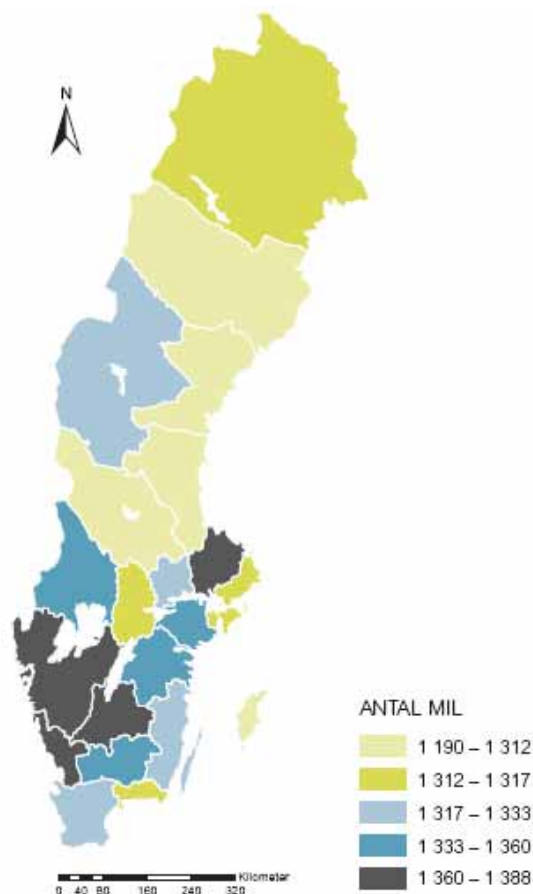 N
ANTAL MIL
1 190 – 1 312
1 312 – 1 317
1 317 – 1 333
1 333 – 1 360
1 360 – 1 388
Kilometer
0 40 80 160 240 320